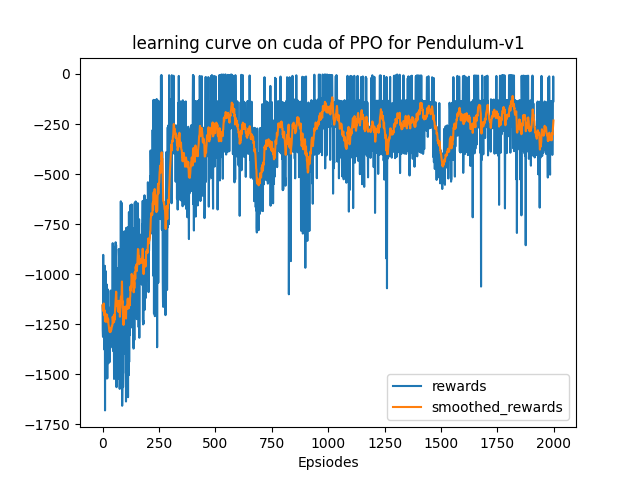 learning curve on cuda of PPO for Pendulum-v1
0
−250
−500
−750
−1000
−1250
−1500
−1750
rewards
smoothed_rewards
0 250 500 750 1000 1250 1500 1750 2000
Epsiodes